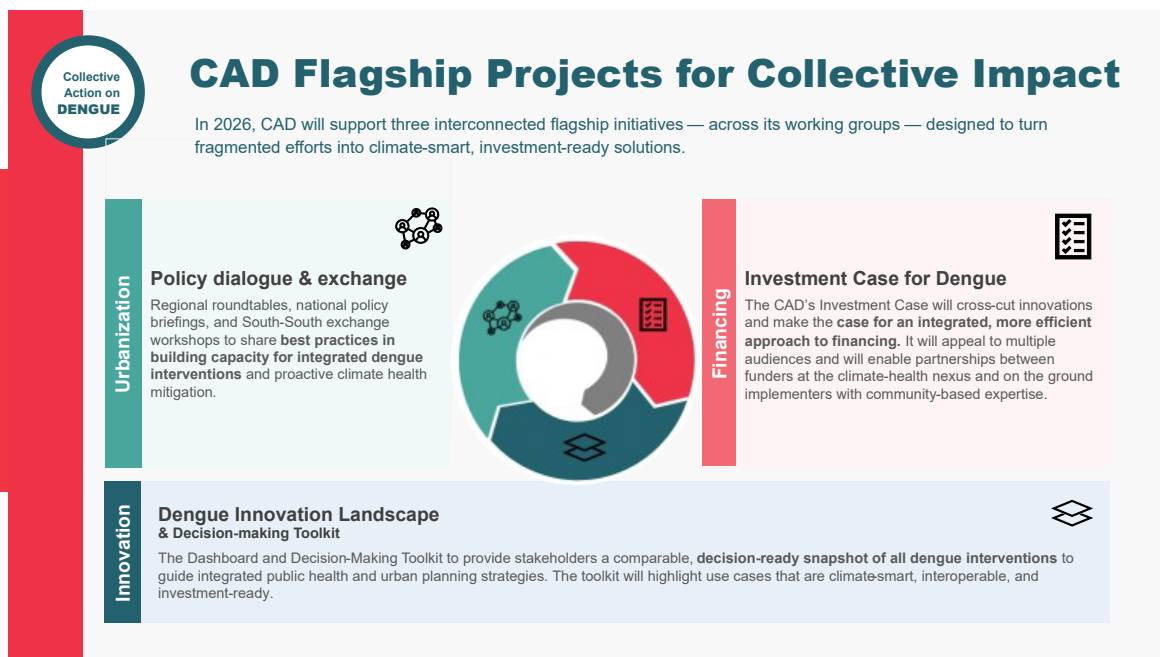 Collective
Action on
DENGUE
CAD Flagship Projects for Collective Impact
In 2026, CAD will support three interconnected flagship initiatives — across its working groups — designed to turn
fragmented efforts into climate-smart, investment-ready solutions.
Urbanization
Policy dialogue & exchange
Regional roundtables, national policy
briefings, and South-South exchange
workshops to share best practices in
building capacity for integrated dengue
interventions and proactive climate health
mitigation.
Financing
Investment Case for Dengue
The CAD's Investment Case will cross-cut innovations
and make the case for an integrated, more efficient
approach to financing. It will appeal to multiple
audiences and will enable partnerships between
funders at the climate-health nexus and on the ground
implementers with community-based expertise.
Innovation
Dengue Innovation Landscape
& Decision-making Toolkit
The Dashboard and Decision-Making Toolkit to provide stakeholders a comparable, decision-ready snapshot of all dengue interventions to
guide integrated public health and urban planning strategies. The toolkit will highlight use cases that are climate-smart, interoperable, and
investment-ready.